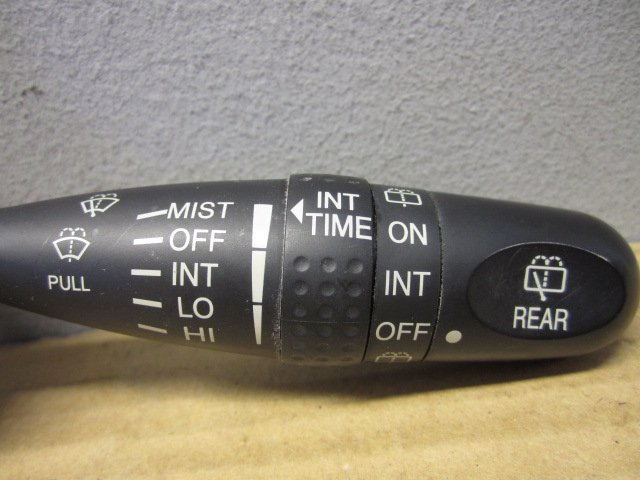 MIST
OFF
INT
LO
HI
PULL
INT
TIME
ON
INT
OFF
REAR